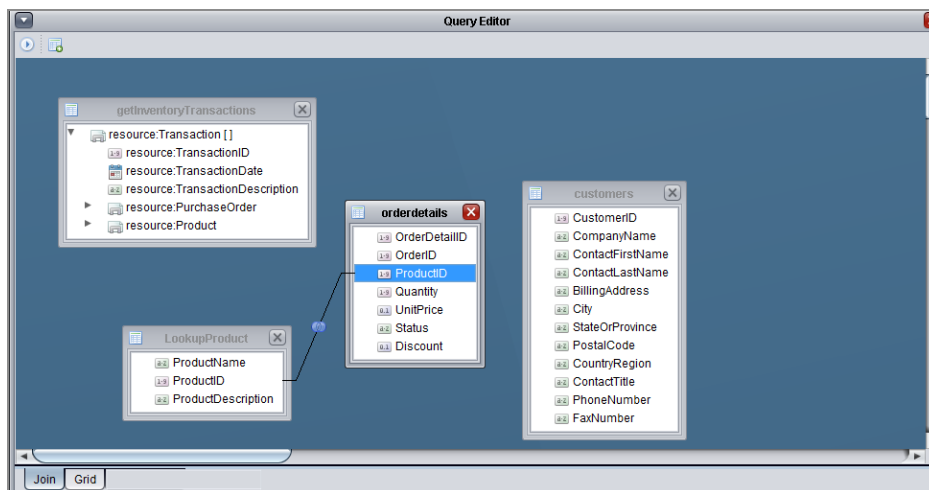 Query Editor
getInventoryTransactions
resource:Transaction [ ]
resource:TransactionID
resource:TransactionDate
resource:TransactionDescription
resource:PurchaseOrder
resource:Product
orderdetails
OrderDetailID
OrderID
ProductID
Quantity
UnitPrice
Status
Discount
customers
CustomerID
CompanyName
ContactFirstName
ContactLastName
BillingAddress
City
StateOrProvince
PostalCode
CountryRegion
ContactTitle
PhoneNumber
FaxNumber
LookupProduct
ProductName
ProductID
ProductDescription
Join Grid